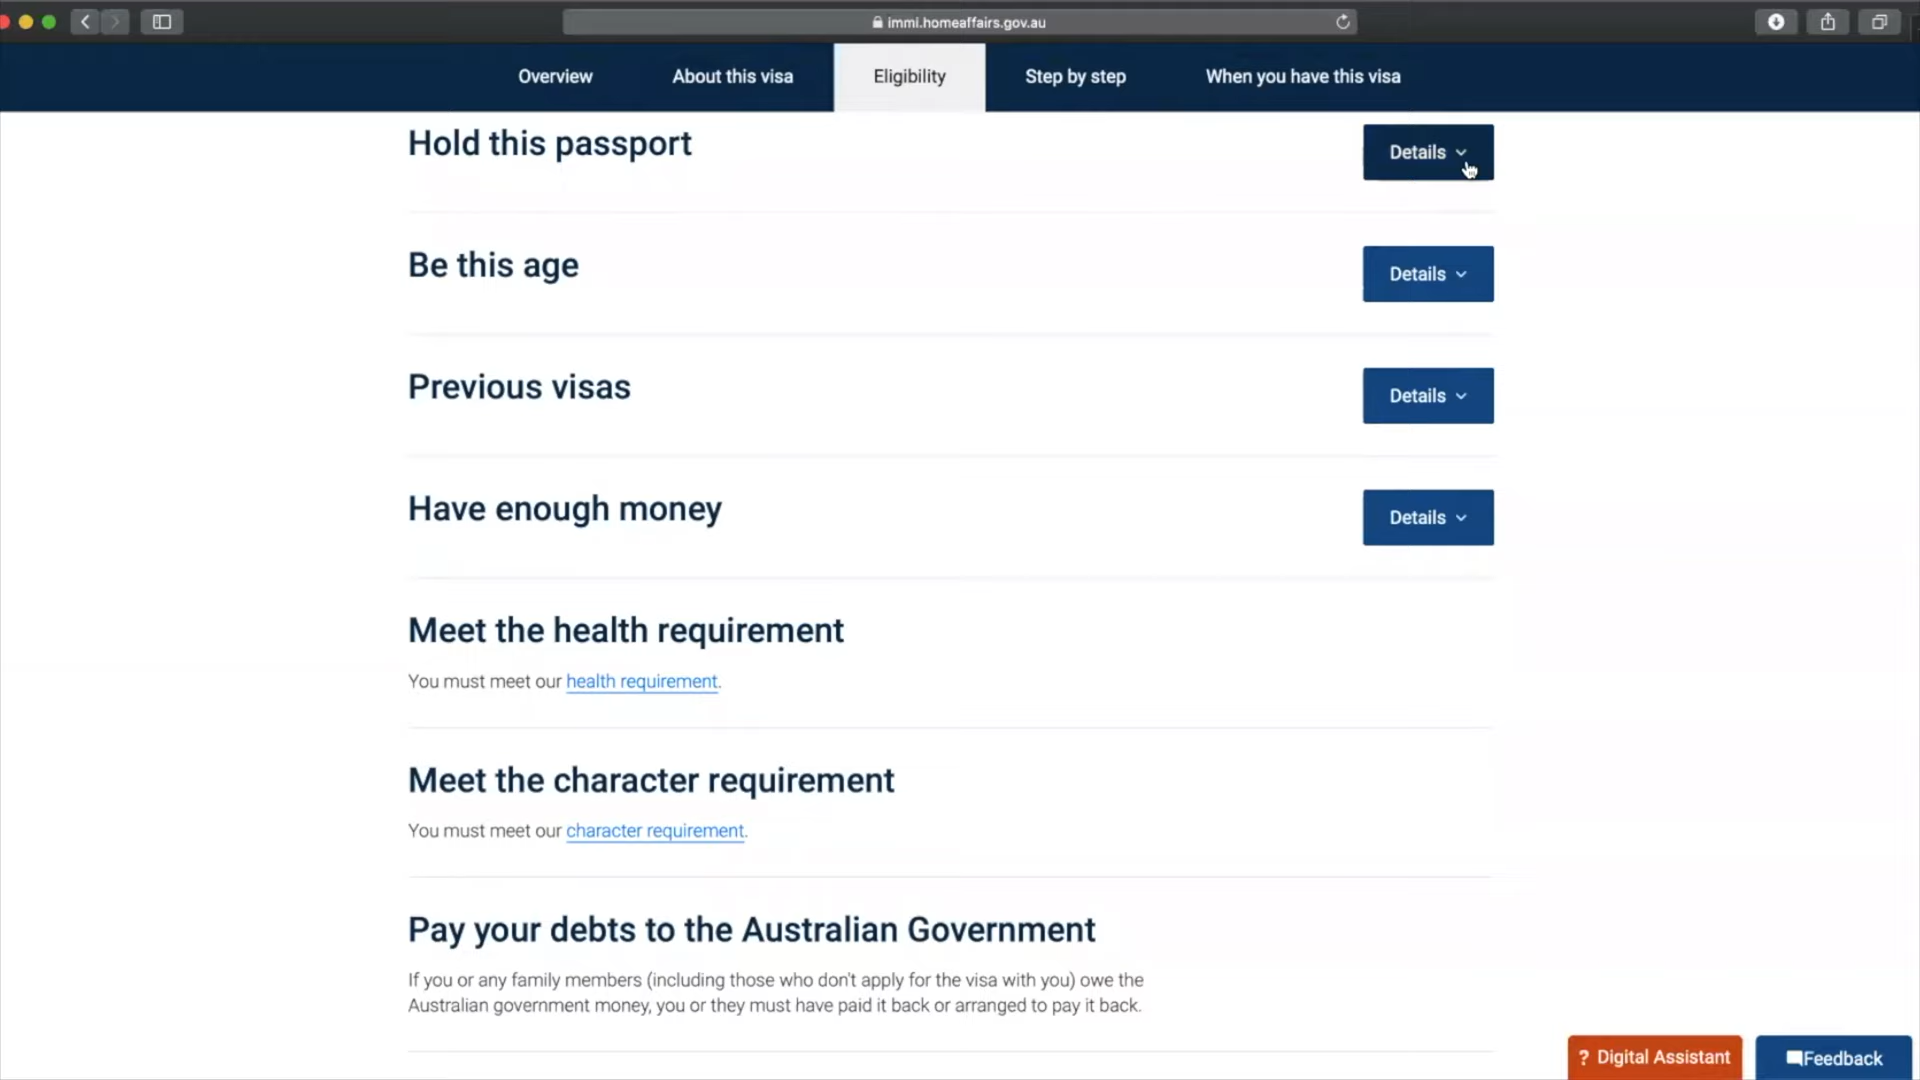 immi.homeaffairs.gov.au
Overview About this visa Eligibility Step by step When you have this visa
Hold this passport
Details
Be this age
Details
Previous visas
Details
Have enough money
Details
Meet the health requirement
You must meet our health requirement.
Meet the character requirement
You must meet our character requirement.
Pay your debts to the Australian Government
If you or any family members (including those who don't apply for the visa with you) owe the
Australian government money, you or they must have paid it back or arranged to pay it back.
? Digital Assistant
Feedback